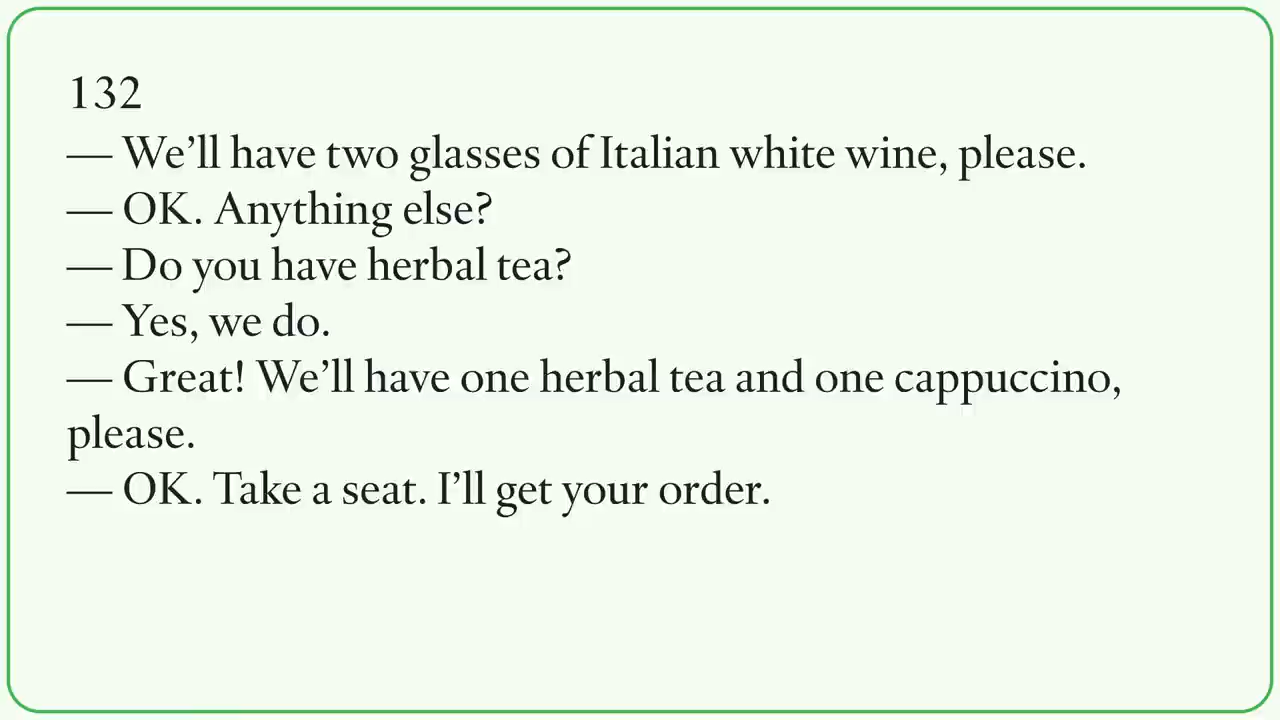 132
— We’ll have two glasses of Italian white wine, please.
— OK. Anything else?
— Do you have herbal tea?
— Yes, we do.
— Great! We’ll have one herbal tea and one cappuccino,
please.
— OK. Take a seat. I’ll get your order.